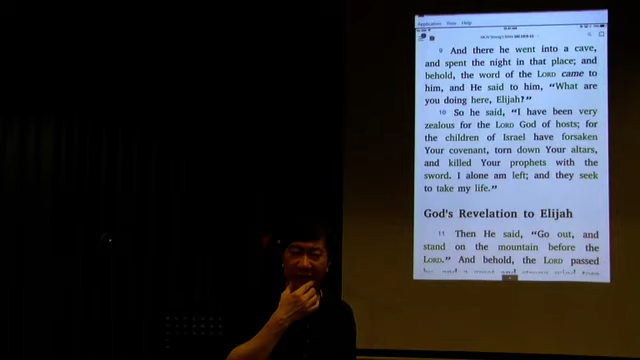 Application View Help
9 And there he went into a cave,
and spent the night in that place; and
behold, the word of the LORD came to
him, and He said to him, “What are
you doing here, Elijah?”
10 So he said, “I have been very
zealous for the LORD God of hosts; for
the children of Israel have forsaken
Your covenant, torn down Your altars,
and killed Your prophets with the
sword. I alone am left; and they seek
to take my life.”
God's Revelation to Elijah
11 Then He said, “Go out, and
stand on the mountain before the
LORD.” And behold, the LORD passed